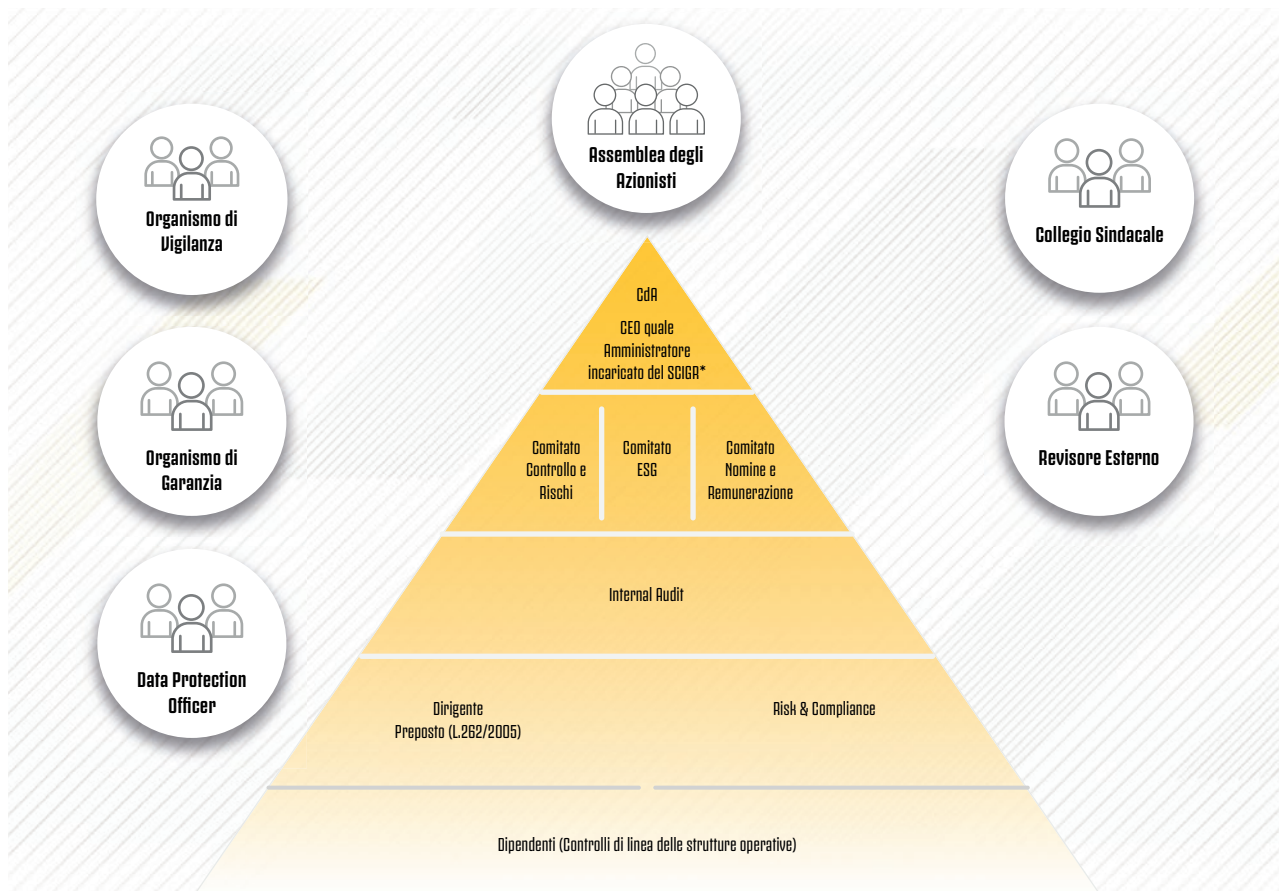 Assemblea degli
Azionisti
Organismo di
Vigilanza
Collegio Sindacale
CdA
CEO quale
Amministratore
incaricato del SCIGR*
Organismo di
Garanzia
Revisore Esterno
Comitato
Controllo e
Rischi
Comitato
ESG
Comitato
Nomine e
Remunerazione
Internal Audit
Data Protection
Officer
Dirigente
Preposto (L.262/2005)
Risk & Compliance
Dipendenti (Controlli di linea delle strutture operative)